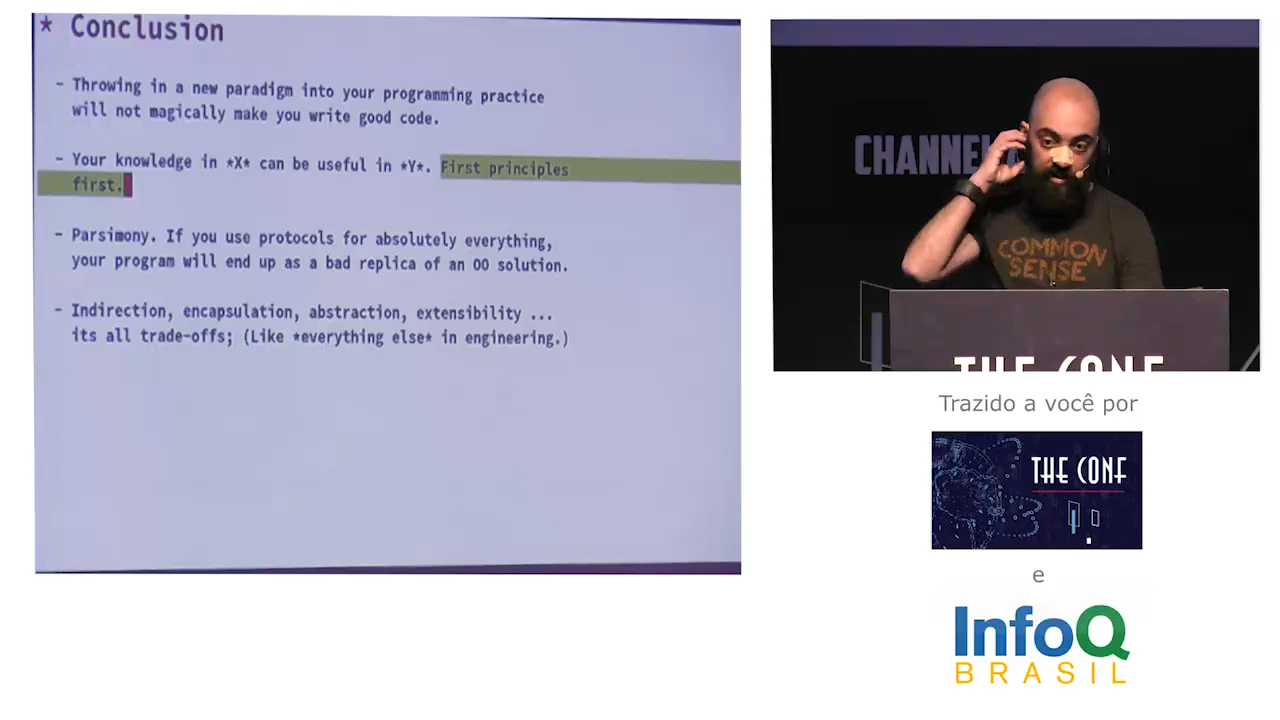 * Conclusion
- Throwing in a new paradigm into your programming practice
will not magically make you write good code.
- Your knowledge in *X* can be useful in *Y*. First principles
first.
- Parsimony. If you use protocols for absolutely everything,
your program will end up as a bad replica of an OO solution.
- Indirection, encapsulation, abstraction, extensibility ...
its all trade-offs; (Like *everything else* in engineering.)
CHANNEL
COMMON
SENSE
THE CONF
Trazido a você por
THE CONF
e
InfoQ
BRASIL